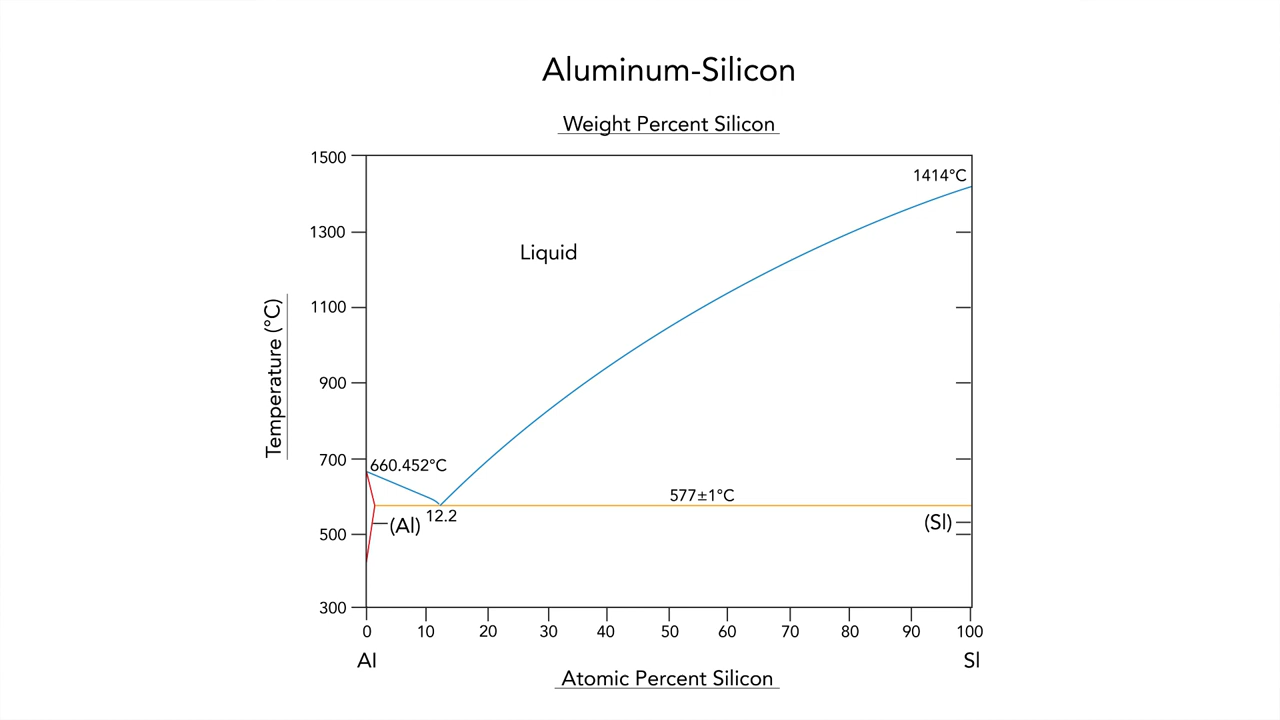 Aluminum-Silicon
Weight Percent Silicon
1500
1414°C
1300
Liquid
1100
Temperature (°C)
900
700
660.452°C
577±1°C
12.2
(Al)
(Sl)
500
300
0 10 20 30 40 50 60 70 80 90 100
Al Sl
Atomic Percent Silicon